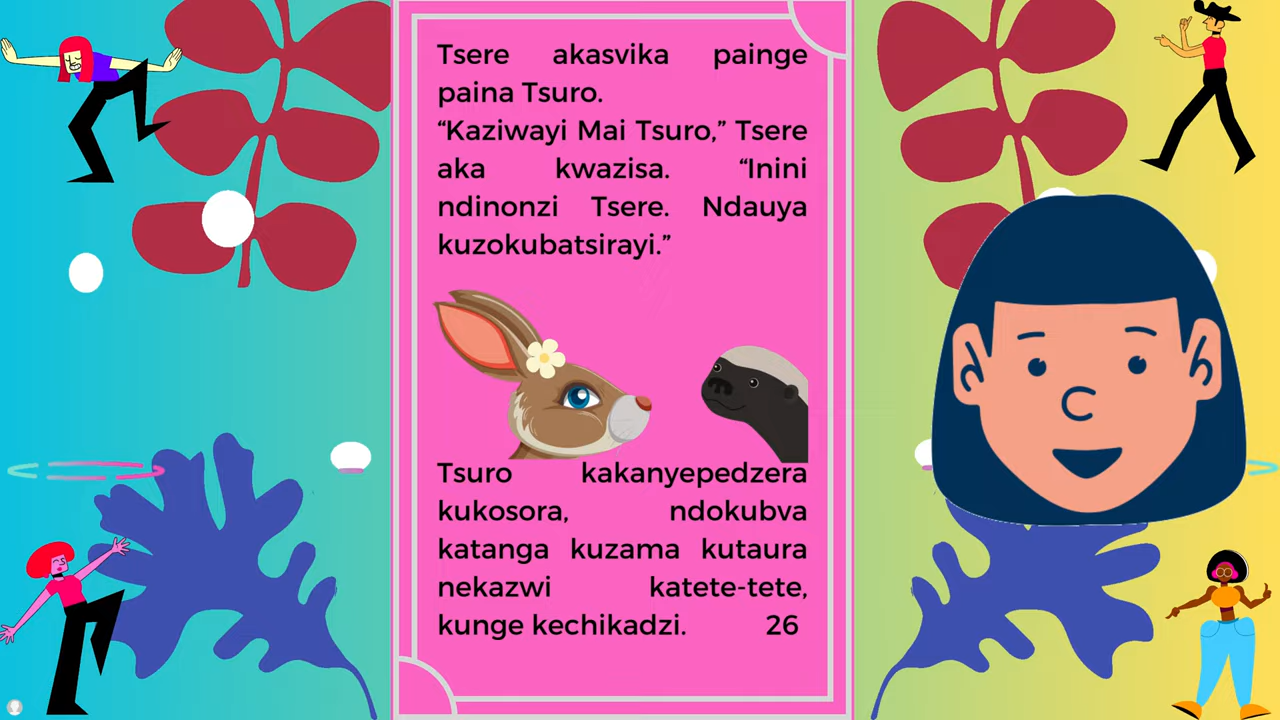 Tsere akasvika painge
paina Tsuro.
“Kaziwayi Mai Tsuro,” Tsere
aka kwazisa. “Inini
ndinonzi Tsere. Ndauya
kuzokubatsirayi.”
Tsuro kakanyepedzera
kukosora, ndokubva
katanga kuzama kutaura
nekazwi katete-tete,
kunge kechikadzi. 26